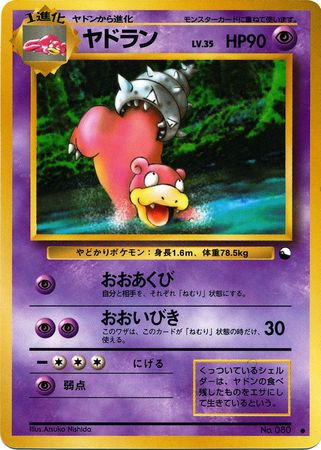 1進化
ヤドンから進化
モンスターカードに重ねて使います。
ヤドラン
LV.35
HP90
やどかりポケモン：身長1.6m、体重78.5kg
おおあくび
自分と相手を、それぞれ「ねむり」状態にする。
おおいびき
このワザは、このカードが「ねむり」状態の時だけ、使える。
30
にげる
弱点
くっついているシェル
ダーは、ヤドンの食べ
残したものをエサにし
て生きているという。
Illus.Atsuko Nishida
No. 080